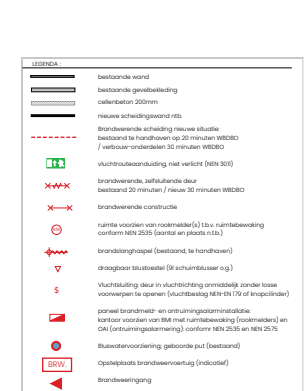 LEGENDA :
bestaande wand
bestaande gevelbekleding
cellenbeton 200mm
nieuwe scheidingswand ntb.
Brandwerende scheiding nieuwe situatie:
bestaand te handhaven op 20 minuten WBDBO
/ verbouw-onderdelen 30 minuten WBDBO
vluchtrouteaanduiding, niet verlicht (NEN 3011)
brandwerende, zelfsluitende deur
bestaand 20 minuten / nieuw 30 minuten WBDBO
brandwerende constructie
ruimte voorzien van rookmelder(s) t.b.v. ruimtebewaking
conform NEN 2535 (aantal en plaats n.t.b.)
brandslanghaspel (bestaand, te handhaven)
draagbaar blustoestel (9l schuimblusser o.g.)
S
Vluchtsluiting: deur in vluchtrichting onmiddelijk zonder losse
voorwerpen te openen (vluchtbeslag NEN-EN 179 of knopcilinder)
paneel brandmeld- en ontruimingsalarminstallatie:
kantoor voorzien van BMI met ruimtebewaking (rookmelders) en
OAI (ontruimingsalarmering): conform NEN 2535 en NEN 2575
Bluswatervoorziening; geboorde put (bestaand)
BRW. Opstelplaats brandweervoertuig (indicatief)
Brandweeringang